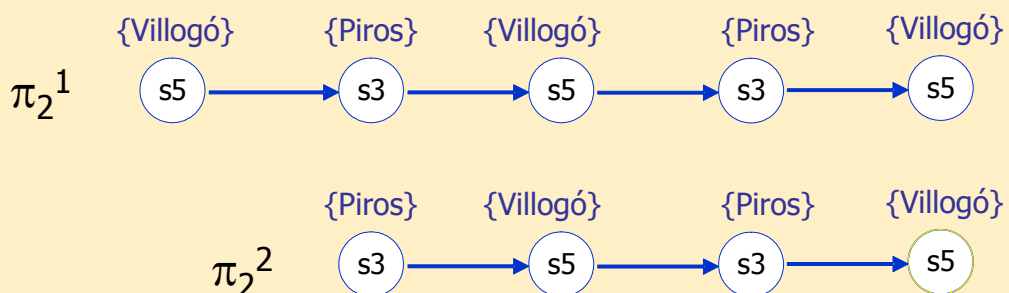 {Villogó} {Piros} {Villogó} {Piros} {Villogó}
π₂¹ s5 s3 s5 s3 s5
{Piros} {Villogó} {Piros} {Villogó}
π₂² s3 s5 s3 s5